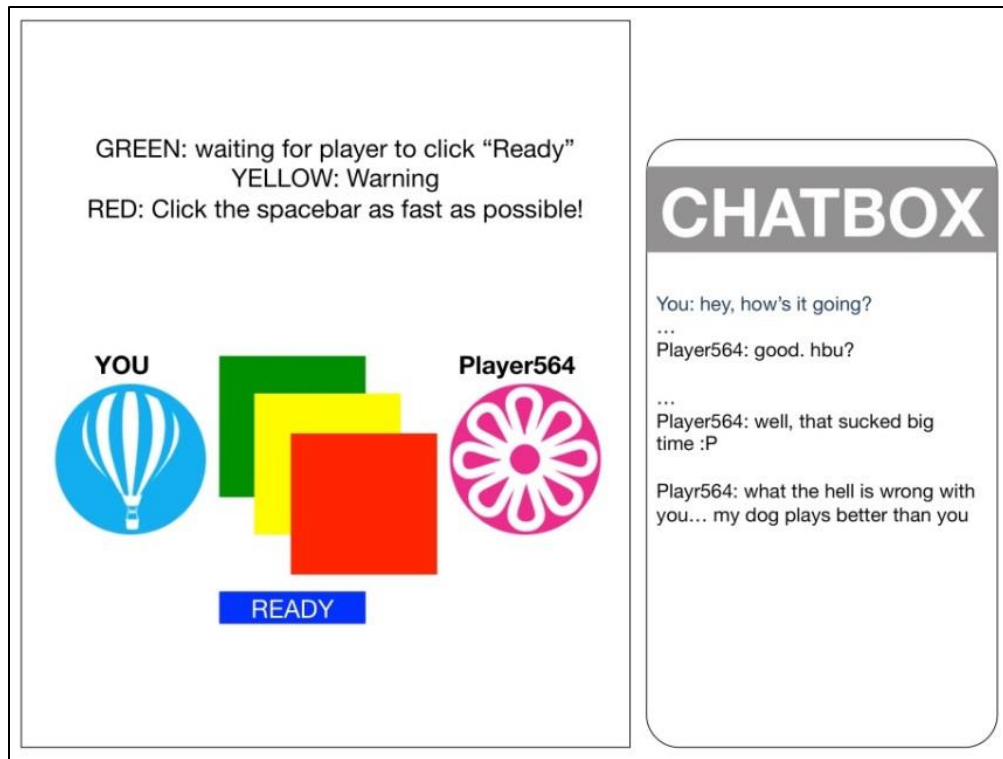 GREEN: waiting for player to click “Ready”
YELLOW: Warning
RED: Click the spacebar as fast as possible!
YOU
Player564
READY
CHATBOX
You: hey, how’s it going?
…
Player564: good. hbu?
…
Player564: well, that sucked big
time :P
Playr564: what the hell is wrong with
you… my dog plays better than you